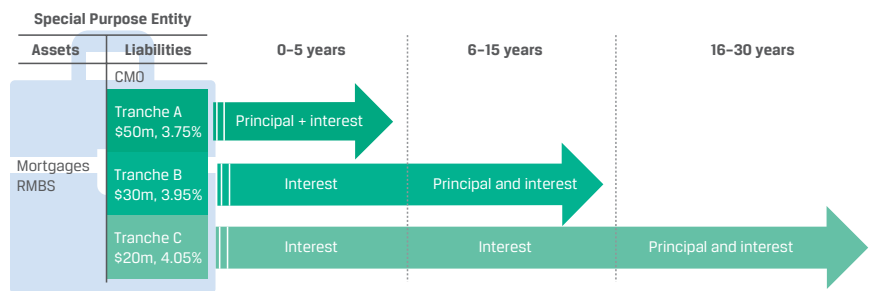 Special Purpose Entity
Assets Liabilities 0–5 years 6–15 years 16–30 years
CMO
Tranche A
$50m, 3.75%
Principal + interest
Mortgages
RMBS
Tranche B
$30m, 3.95%
Interest Principal and interest
Tranche C
$20m, 4.05%
Interest Interest Principal and interest